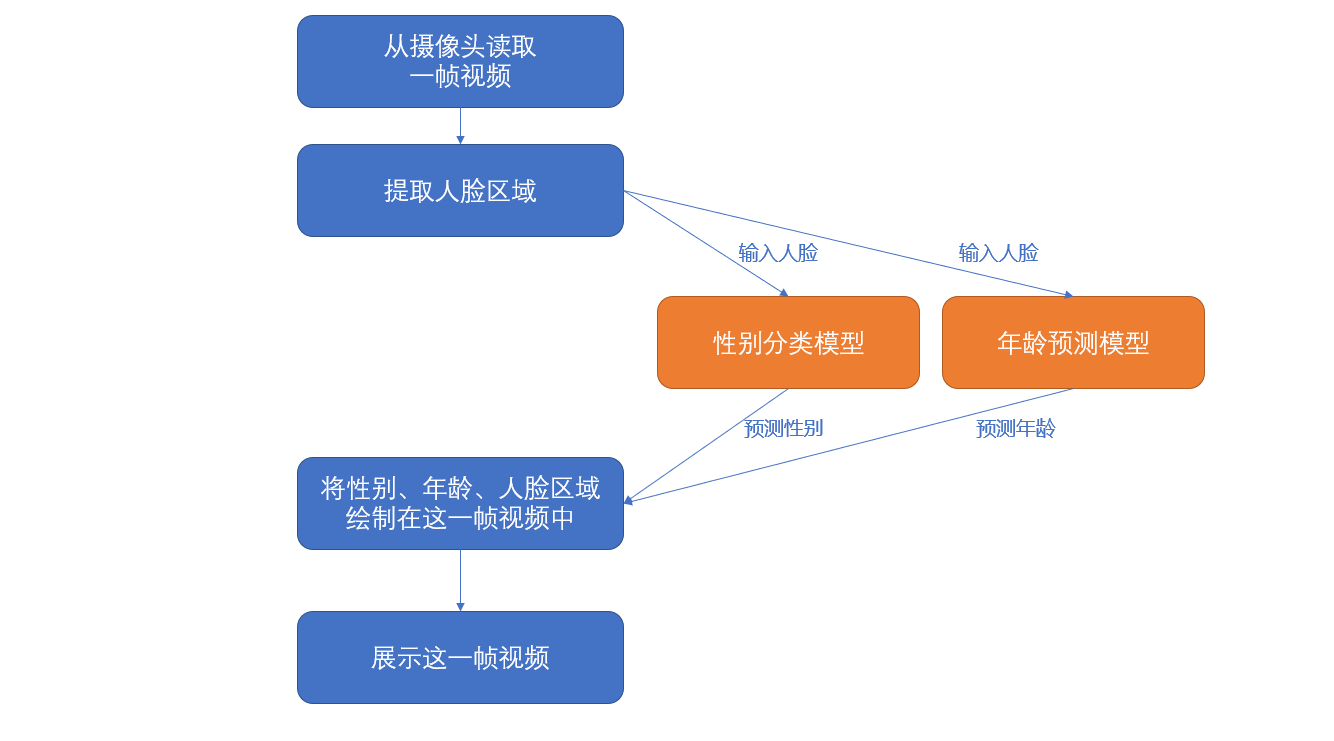 从摄像头读取
一帧视频
提取人脸区域
输入人脸
输入人脸
性别分类模型
年龄预测模型
预测性别
预测年龄
将性别、年龄、人脸区域
绘制在这一帧视频中
展示这一帧视频